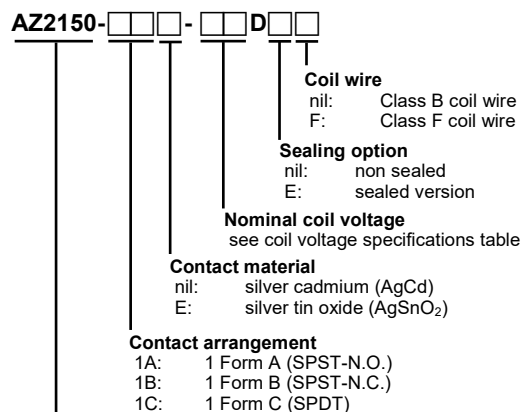 AZ2150-□□□-□□D□□
Coil wire
nil: Class B coil wire
F: Class F coil wire
Sealing option
nil: non sealed
E: sealed version
Nominal coil voltage
see coil voltage specifications table
Contact material
nil: silver cadmium (AgCd)
E: silver tin oxide (AgSnO₂)
Contact arrangement
1A: 1 Form A (SPST-N.O.)
1B: 1 Form B (SPST-N.C.)
1C: 1 Form C (SPDT)